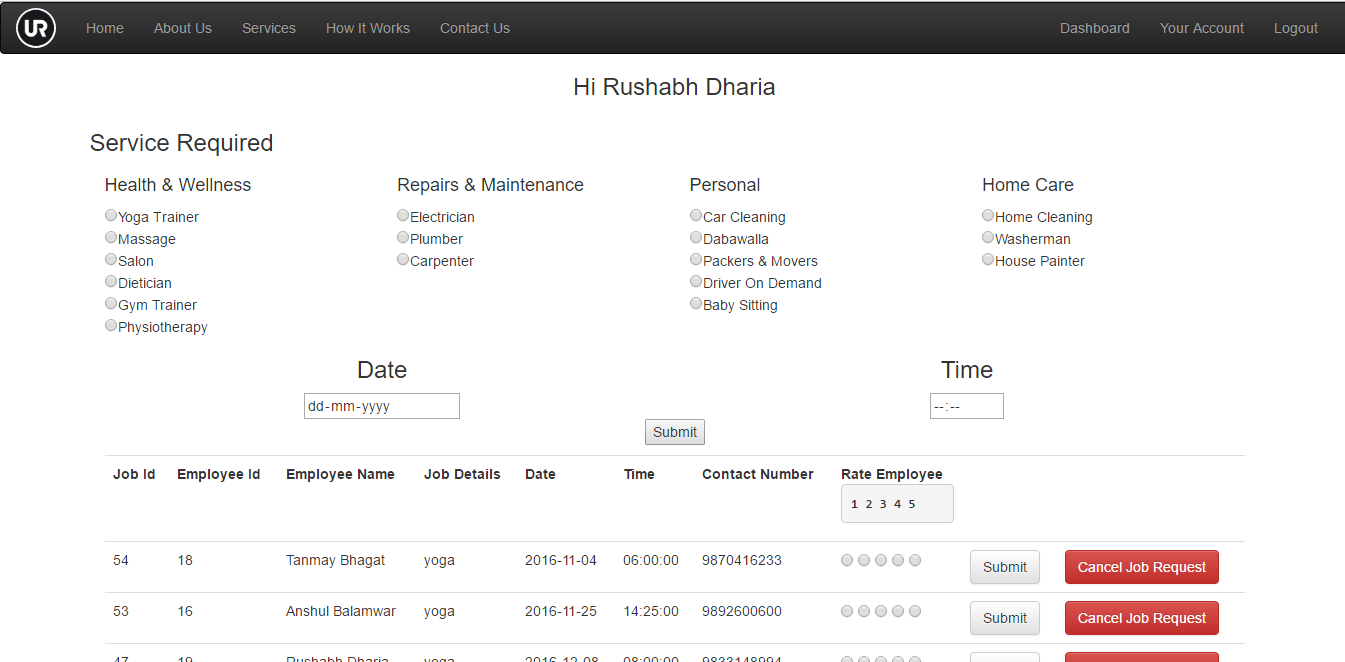 UR Home About Us Services How It Works Contact Us Dashboard Your Account Logout
Hi Rushabh Dharia
Service Required
Health & Wellness Repairs & Maintenance Personal Home Care
Yoga Trainer Electrician Car Cleaning Home Cleaning
Massage Plumber Dabawalla Washerman
Salon Carpenter Packers & Movers House Painter
Dietician Driver On Demand
Gym Trainer Baby Sitting
Physiotherapy
Date Time
dd-mm-yyyy --:--
Submit
Job Id Employee Id Employee Name Job Details Date Time Contact Number Rate Employee
1 2 3 4 5
54 18 Tanmay Bhagat yoga 2016-11-04 06:00:00 9870416233 Submit Cancel Job Request
53 16 Anshul Balamwar yoga 2016-11-25 14:25:00 9892600600 Submit Cancel Job Request
47 19 Rushabh Dharia yoga 2016-12-08 08:00:00 9833148994